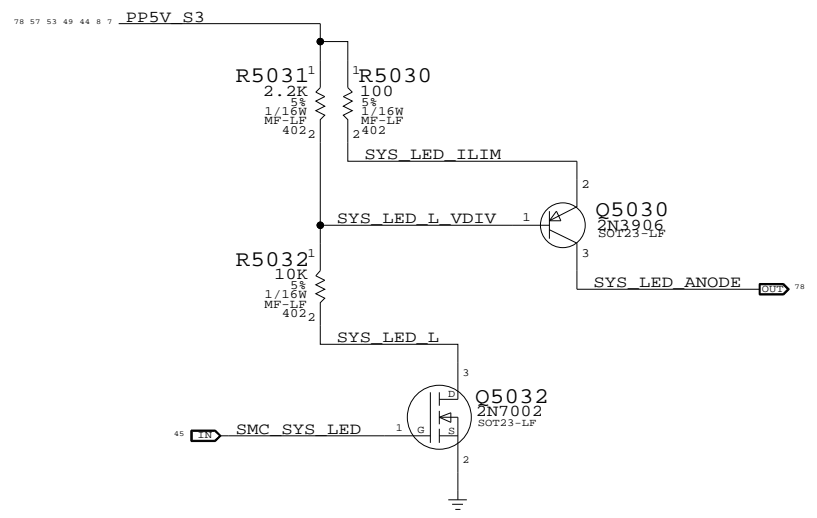 78 57 53 49 44 8 7 PP5V_S3
R5031
2.2K
5%
1/16W
MF-LF
402
1
2
R5030
100
5%
1/16W
MF-LF
402
1
2
SYS_LED_ILIM
2
SYS_LED_L_VDIV
1
Q5030
2N3906
SOT23-LF
3
R5032
10K
5%
1/16W
MF-LF
402
1
2
SYS_LED_ANODE
OUT
78
SYS_LED_L
3
D
Q5032
2N7002
SOT23-LF
45
IN
SMC_SYS_LED
1
G
S
2